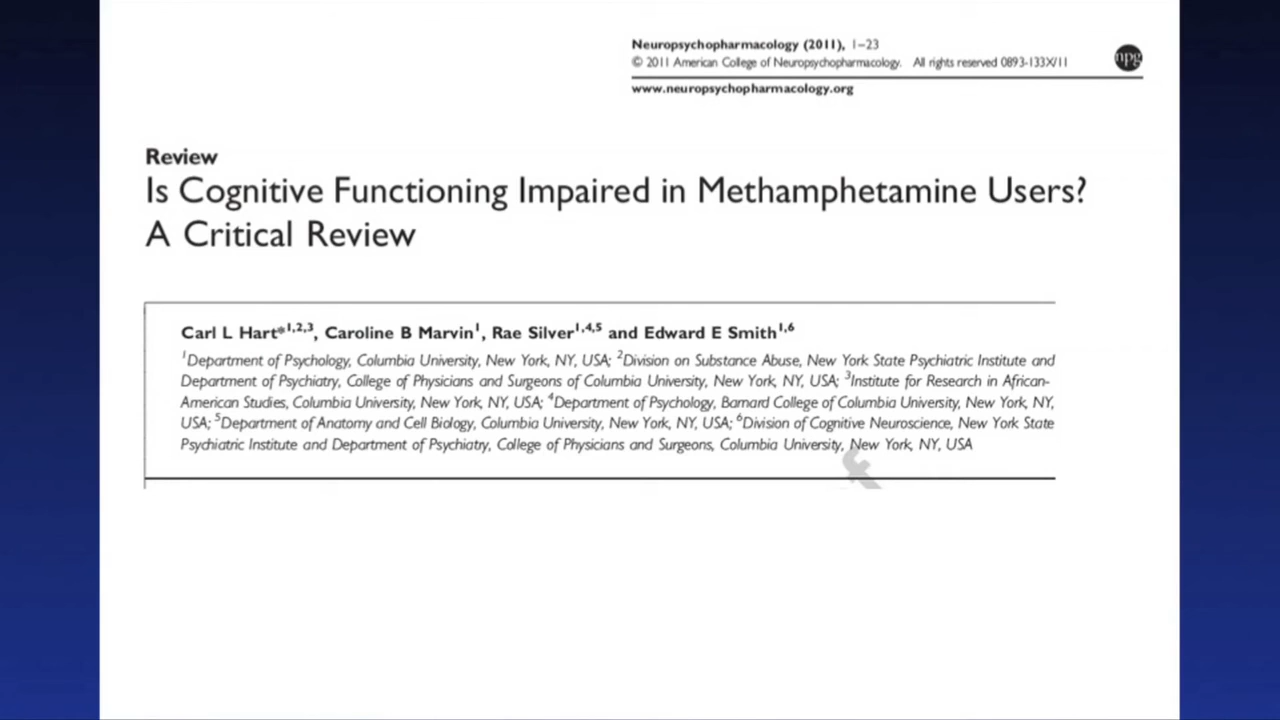 Neuropsychopharmacology (2011), 1–23
© 2011 American College of Neuropsychopharmacology. All rights reserved 0893-133X/11
npg
www.neuropsychopharmacology.org
Review
Is Cognitive Functioning Impaired in Methamphetamine Users?
A Critical Review
Carl L Hart*1,2,3, Caroline B Marvin1, Rae Silver1,4,5 and Edward E Smith1,6
1Department of Psychology, Columbia University, New York, NY, USA; 2Division on Substance Abuse, New York State Psychiatric Institute and
Department of Psychiatry, College of Physicians and Surgeons of Columbia University, New York, NY, USA; 3Institute for Research in African-
American Studies, Columbia University, New York, NY, USA; 4Department of Psychology, Barnard College of Columbia University, New York, NY,
USA; 5Department of Anatomy and Cell Biology, Columbia University, New York, NY, USA; 6Division of Cognitive Neuroscience, New York State
Psychiatric Institute and Department of Psychiatry, College of Physicians and Surgeons, Columbia University, New York, NY, USA